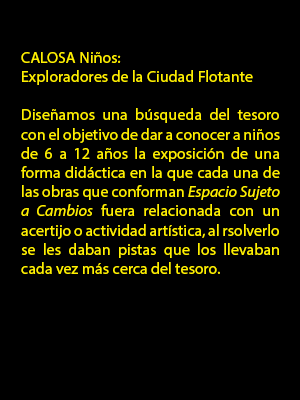 CALOSA Niños:
Exploradores de la Ciudad Flotante
Diseñamos una búsqueda del tesoro
con el objetivo de dar a conocer a niños
de 6 a 12 años la exposición de una
forma didáctica en la que cada una de
las obras que conforman Espacio Sujeto
a Cambios fuera relacionada con un
acertijo o actividad artística, al rsolverlo
se les daban pistas que los llevaban
cada vez más cerca del tesoro.